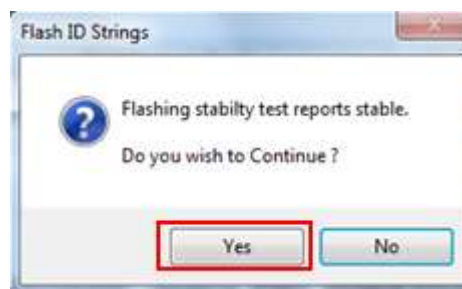 Flash ID Strings
Flashing stabilty test reports stable.
Do you wish to Continue ?
Yes
No